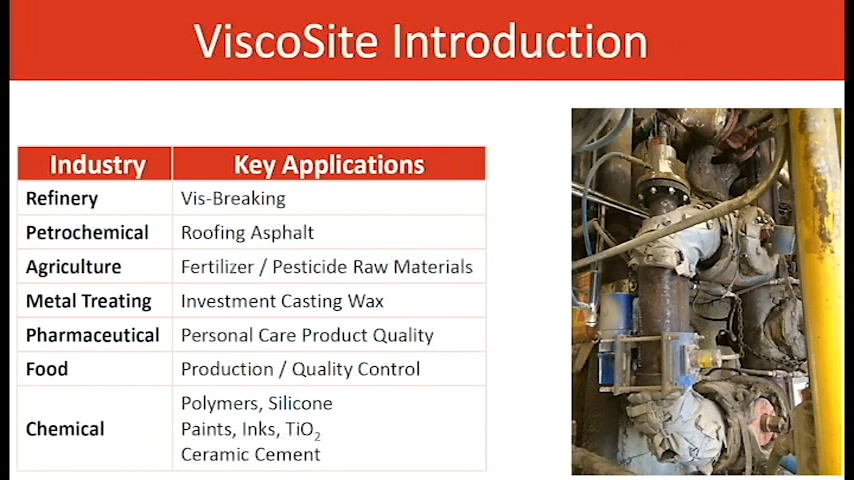 ViscoSite Introduction
Industry Key Applications
Refinery Vis-Breaking
Petrochemical Roofing Asphalt
Agriculture Fertilizer / Pesticide Raw Materials
Metal Treating Investment Casting Wax
Pharmaceutical Personal Care Product Quality
Food Production / Quality Control
Chemical Polymers, Silicone
Paints, Inks, TiO₂
Ceramic Cement